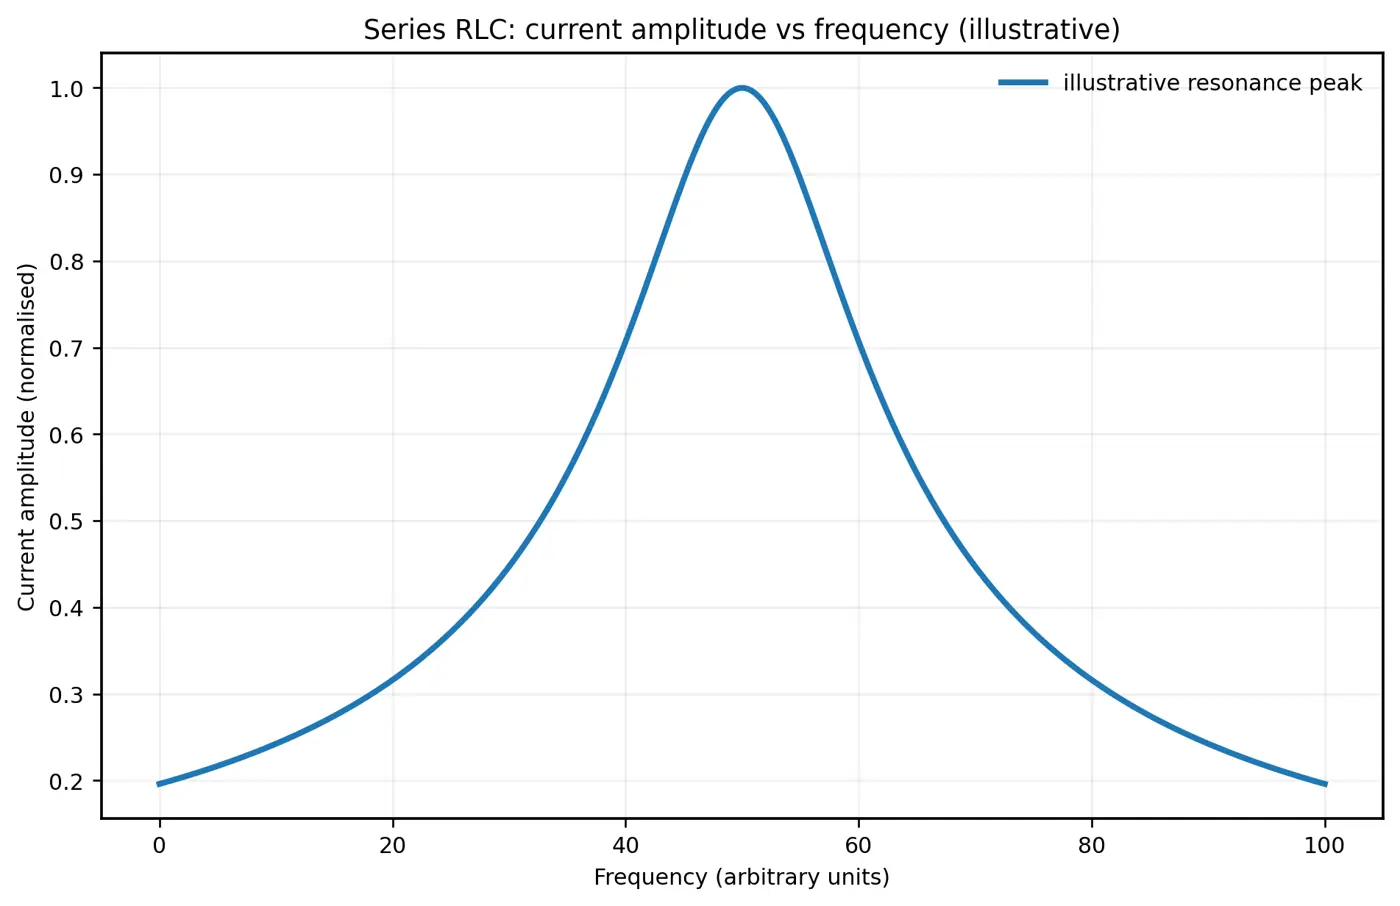 Series RLC: current amplitude vs frequency (illustrative)
illustrative resonance peak
Current amplitude (normalised)
1.0
0.9
0.8
0.7
0.6
0.5
0.4
0.3
0.2
0 20 40 60 80 100
Frequency (arbitrary units)